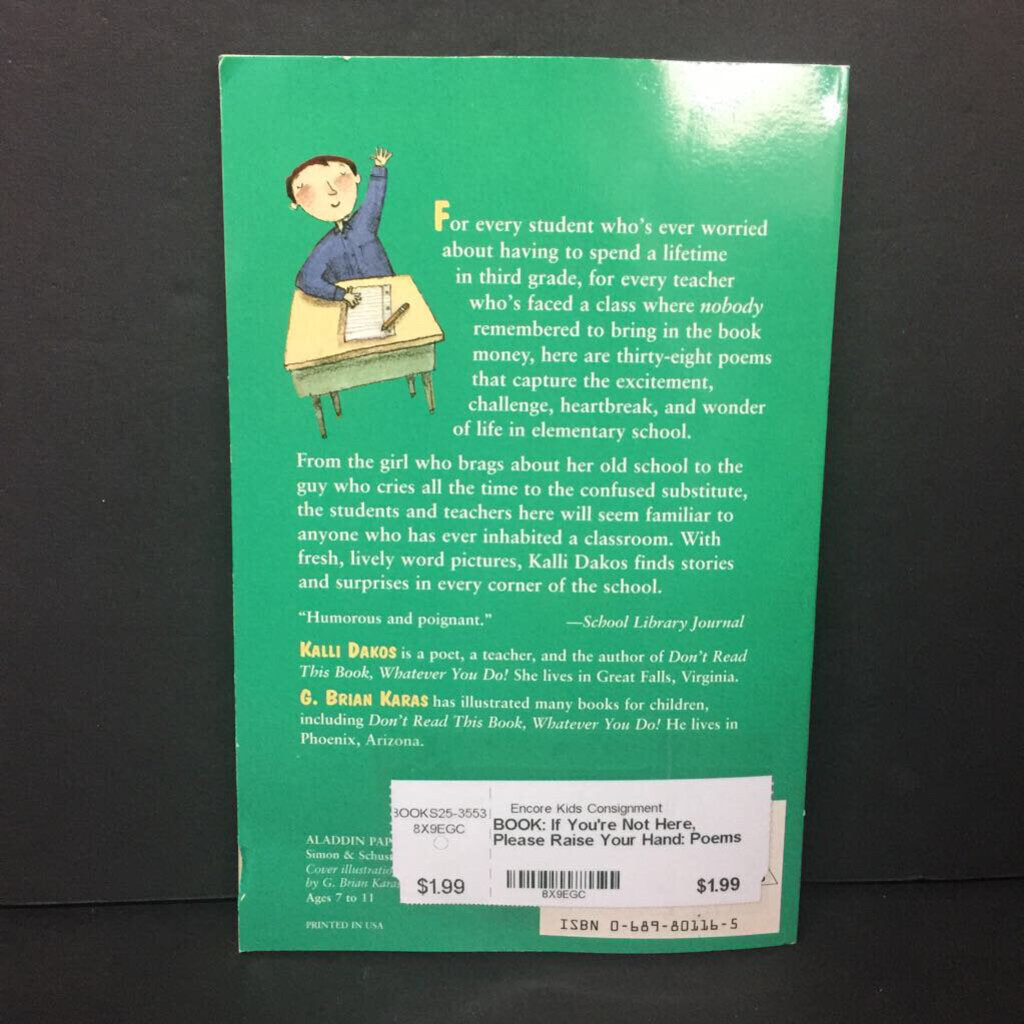 For every student who's ever worried
about having to spend a lifetime
in third grade, for every teacher
who's faced a class where nobody
remembered to bring in the book
money, here are thirty-eight poems
that capture the excitement,
challenge, heartbreak, and wonder
of life in elementary school.
From the girl who brags about her old school to the
guy who cries all the time to the confused substitute,
the students and teachers here will seem familiar to
anyone who has ever inhabited a classroom. With
fresh, lively word pictures, Kalli Dakos finds stories
and surprises in every corner of the school.
"Humorous and poignant." —School Library Journal
KALLI DAKOS is a poet, a teacher, and the author of Don't Read
This Book, Whatever You Do! She lives in Great Falls, Virginia.
G. BRIAN KARAS has illustrated many books for children,
including Don't Read This Book, Whatever You Do! He lives in
Phoenix, Arizona.
BOOKS25-3553
8X9EGC
$1.99
Encore Kids Consignment
BOOK: If You're Not Here,
Please Raise Your Hand: Poems
8X9EGC
$1.99
ALADDIN PAP
Simon & Schus
Cover illustratio
by G. Brian Karas
Ages 7 to 11
PRINTED IN USA
ISBN 0-689-80116-5